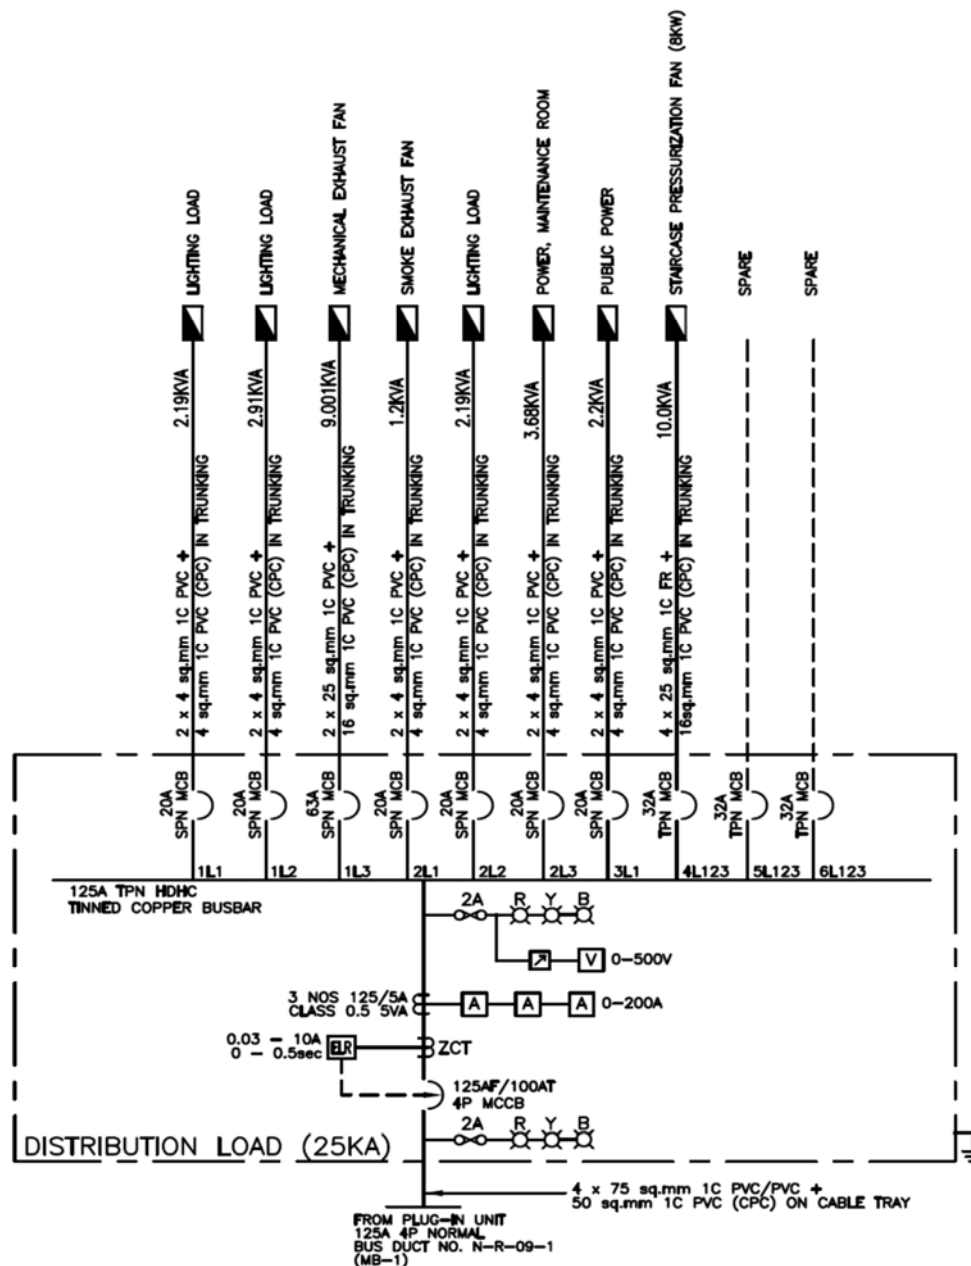 LIGHTING LOAD
LIGHTING LOAD
MECHANICAL EXHAUST FAN
SMOKE EXHAUST FAN
LIGHTING LOAD
POWER, MAINTENANCE ROOM
PUBLIC POWER
STAIRCASE PRESSURIZATION FAN (8KW)
SPARE
SPARE
2.19KVA
2.91KVA
9.001KVA
1.2KVA
2.19KVA
3.68KVA
2.2KVA
10.0KVA
2 x 4 sq.mm 1C PVC +
4 sq.mm 1C PVC (CPC) IN TRUNKING
2 x 4 sq.mm 1C PVC +
4 sq.mm 1C PVC (CPC) IN TRUNKING
2 x 25 sq.mm 1C PVC +
16 sq.mm 1C PVC (CPC) IN TRUNKING
2 x 4 sq.mm 1C PVC +
4 sq.mm 1C PVC (CPC) IN TRUNKING
2 x 4 sq.mm 1C PVC +
4 sq.mm 1C PVC (CPC) IN TRUNKING
2 x 4 sq.mm 1C PVC +
4 sq.mm 1C PVC (CPC) IN TRUNKING
2 x 4 sq.mm 1C PVC +
4 sq.mm 1C PVC (CPC) IN TRUNKING
4 x 25 sq.mm 1C FR +
16sq.mm 1C PVC (CPC) IN TRUNKING
20A
SPN MCB
20A
SPN MCB
63A
SPN MCB
20A
SPN MCB
20A
SPN MCB
20A
SPN MCB
20A
SPN MCB
32A
TPN MCB
32A
TPN MCB
32A
TPN MCB
1L1
1L2
1L3
2L1
2L2
2L3
3L1
4L123
5L123
6L123
125A TPN HDHC
TINNED COPPER BUSBAR
2A
R Y B
V
0-500V
3 NOS 125/5A
CLASS 0.5 5VA
A A A
0-200A
0.03 - 10A
0 - 0.5sec
ELR
ZCT
125AF/100AT
4P MCCB
2A
R Y B
DISTRIBUTION LOAD (25KA)
4 x 75 sq.mm 1C PVC/PVC +
50 sq.mm 1C PVC (CPC) ON CABLE TRAY
FROM PLUG-IN UNIT
125A 4P NORMAL
BUS DUCT NO. N-R-09-1
(MB-1)